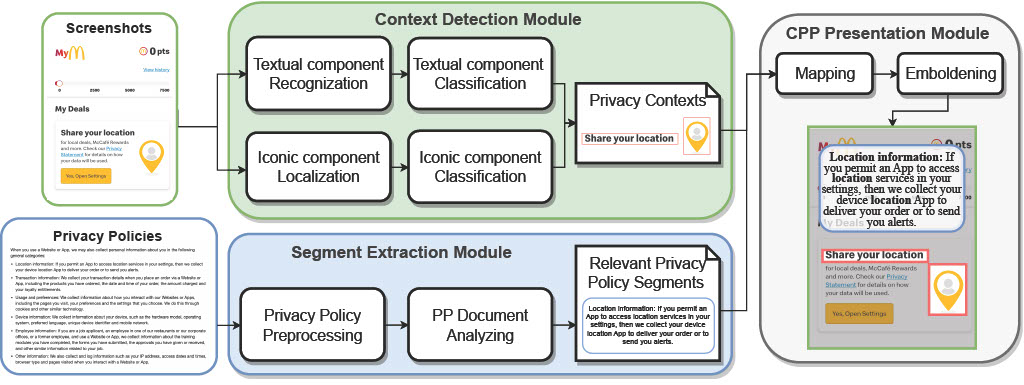 Screenshots
My
0 pts
View history
0 2500 5000 7500
My Deals
Share your location
for local deals, McCafé Rewards
and more. Check our Privacy
Statement for details on how
your data will be used.
Yes, Open Settings
Context Detection Module
Textual component
Recognization
Textual component
Classification
Iconic component
Localization
Iconic component
Classification
Privacy Contexts
Share your location
Privacy Policies
When you use a Website or App, we may also collect personal information about you in the following
general categories:
• Location information: If you permit an App to access location services in your settings, then we collect
your device location App to deliver your order or to send you alerts.
• Transaction information: We collect your transaction details when you place an order via a Website or
App, including the products you have ordered, the date and time of your order, the amount charged and
your loyalty entitlements.
• Usage and preferences: We collect information about how you interact with our Websites or Apps,
including the pages you visit, your preferences and the settings that you choose. We do this through
cookies and other similar technology.
• Device information: We collect information about your device, such as the hardware model, operating
system, preferred language, unique device identifier and mobile network.
• Employee information: If you are a job applicant, an employee in one of our restaurants or our corporate
offices, or a former employee, and use a Website or App, we collect information about the training
modules you have completed, the forms you have submitted, the approvals you have given or received,
and other similar information related to your job.
• Other information: We also collect and log information such as your IP address, access dates and times,
browser type and pages visited when you interact with a Website or App.
Segment Extraction Module
Privacy Policy
Preprocessing
PP Document
Analyzing
Relevant Privacy
Policy Segments
Location information: If you permit an
App to access location services in your
settings, then we collect your device
location App to deliver your order or to
send you alerts.
CPP Presentation Module
Mapping
Emboldening
Location information: If
you permit an App to access
location services in your
settings, then we collect your
device location App to
deliver your order or to send
you alerts.
My Deals
Share your location
for local deals, McCafé Rewards
and more. Check our Privacy
Statement for details on how
your data will be used.
Yes, Open Settings